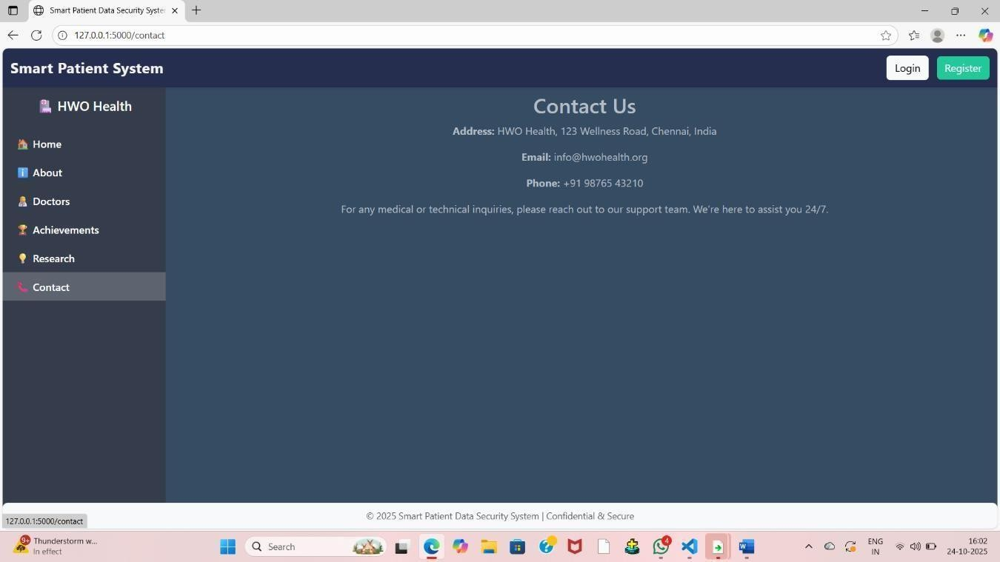 Smart Patient Data Security Syste
127.0.0.1:5000/contact
Smart Patient System
Login
Register
HWO Health
Home
About
Doctors
Achievements
Research
Contact
Contact Us
Address: HWO Health, 123 Wellness Road, Chennai, India
Email: info@hwohealth.org
Phone: +91 98765 43210
For any medical or technical inquiries, please reach out to our support team. We're here to assist you 24/7.
© 2025 Smart Patient Data Security System | Confidential & Secure
127.0.0.1:5000/contact
9+
Thunderstorm w...
In effect
Search
4
ENG
IN
16:02
24-10-2025